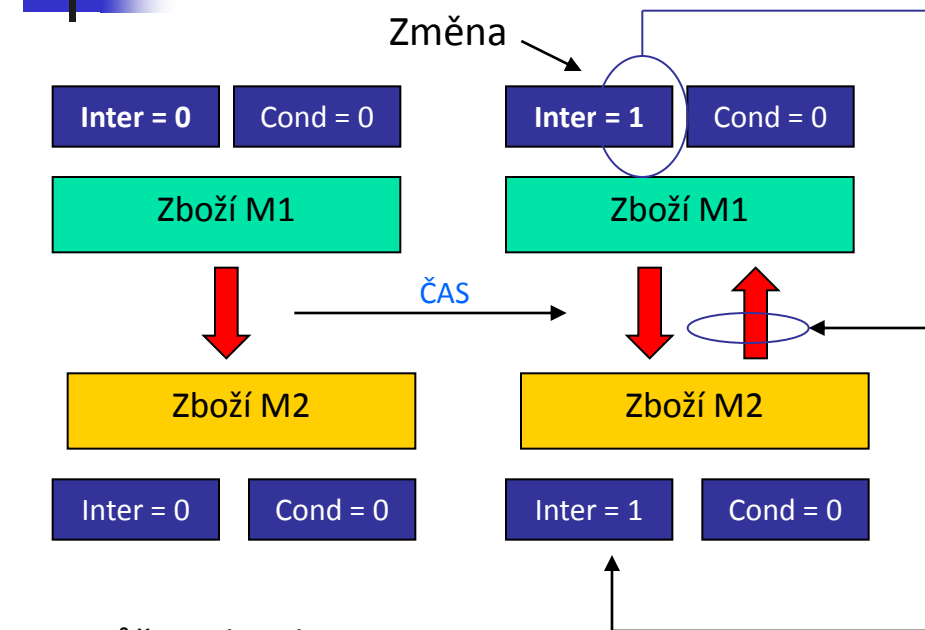 Změna
Inter = 0 Cond = 0 Inter = 1 Cond = 0
Zboží M1 Zboží M1
ČAS
Zboží M2 Zboží M2
Inter = 0 Cond = 0 Inter = 1 Cond = 0